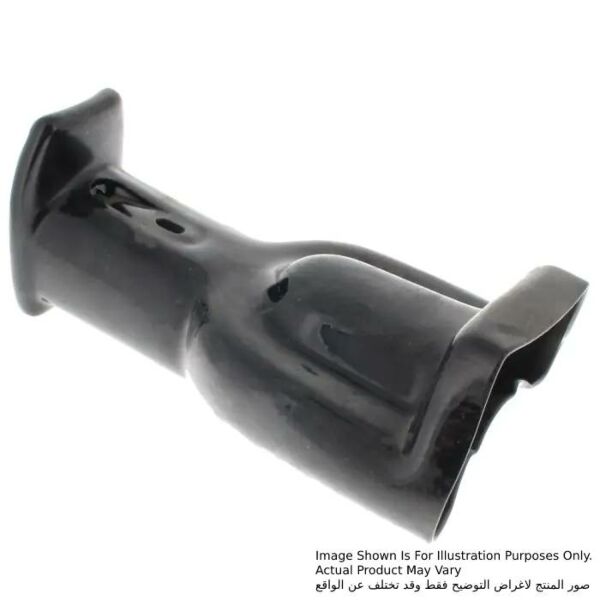 Image Shown Is For Illustration Purposes Only.
Actual Product May Vary
صور المنتج لاغراض التوضيح فقط وقد تختلف عن الواقع